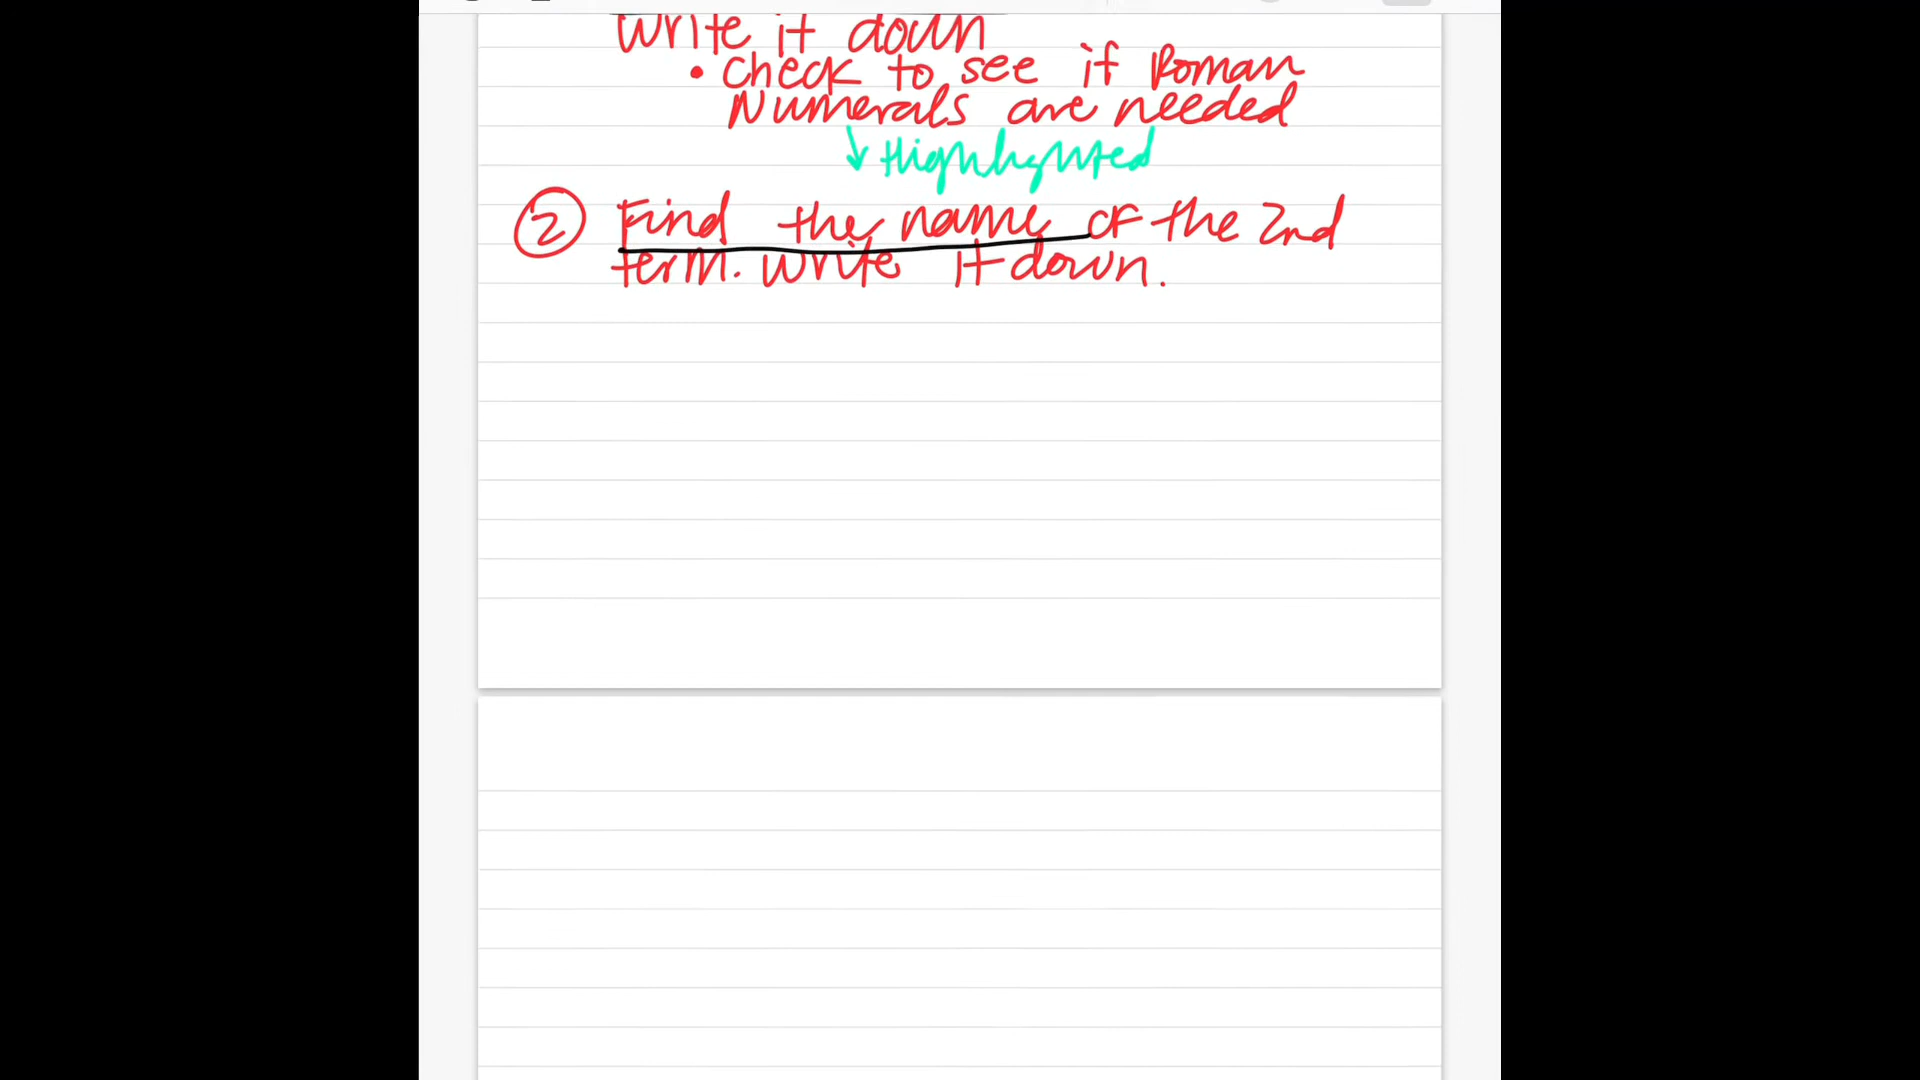 Write it down
• Check to see if Roman
Numerals are needed
↓ Highlighted
② Find the name of the 2nd
term. Write it down.